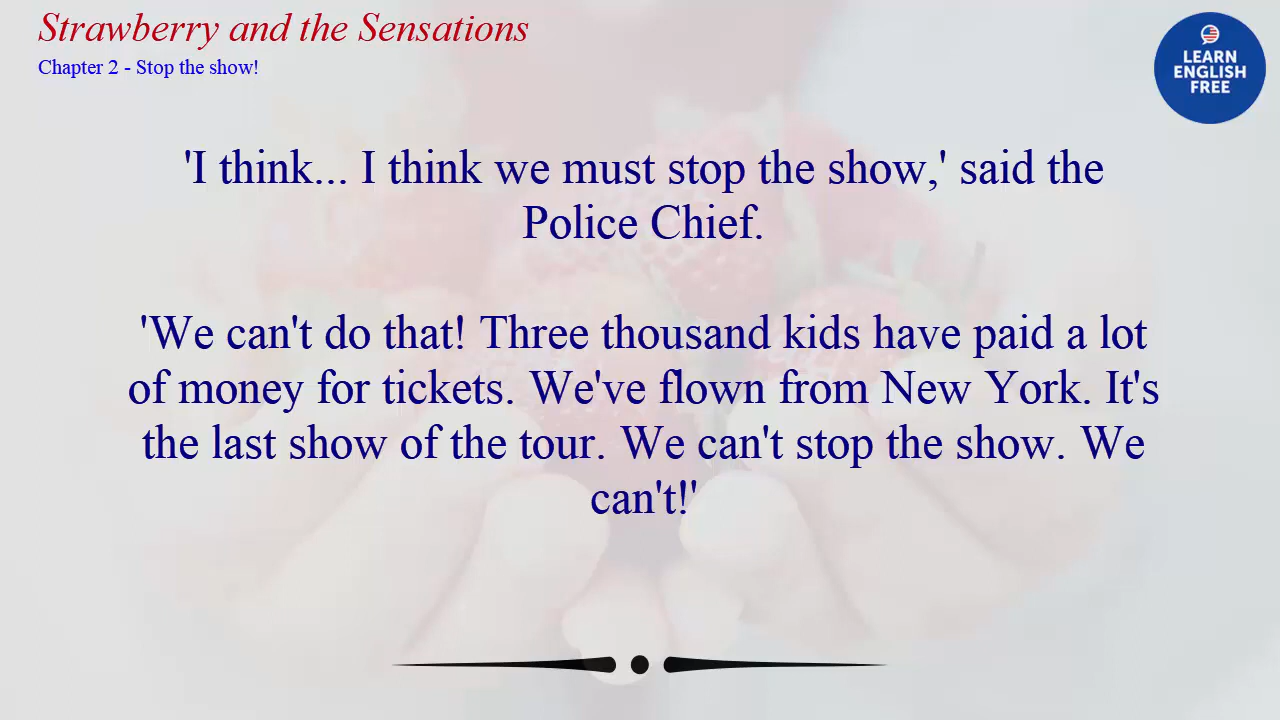 Strawberry and the Sensations
Chapter 2 - Stop the show!
LEARN
ENGLISH
FREE
'I think... I think we must stop the show,' said the
Police Chief.
'We can't do that! Three thousand kids have paid a lot
of money for tickets. We've flown from New York. It's
the last show of the tour. We can't stop the show. We
can't!'